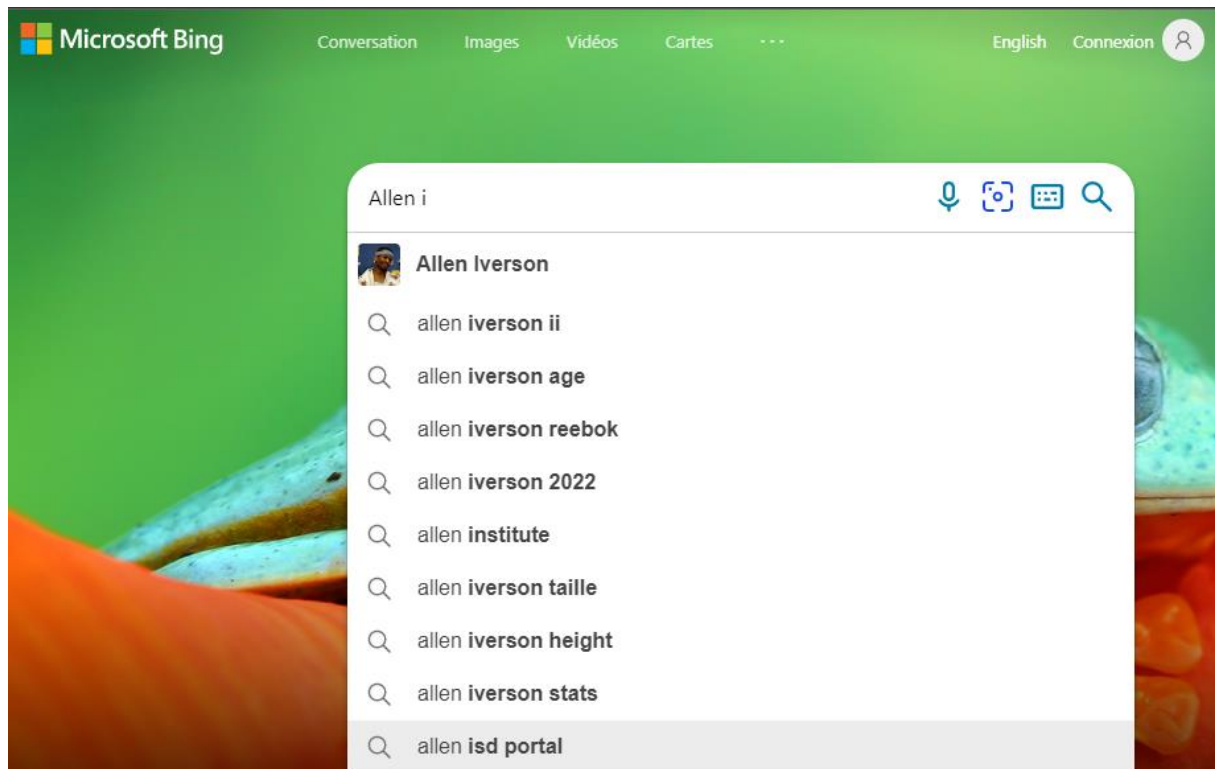 Microsoft Bing Conversation Images Vidéos Cartes ... English Connexion
Allen i
Allen Iverson
allen iverson ii
allen iverson age
allen iverson reebok
allen iverson 2022
allen institute
allen iverson taille
allen iverson height
allen iverson stats
allen isd portal